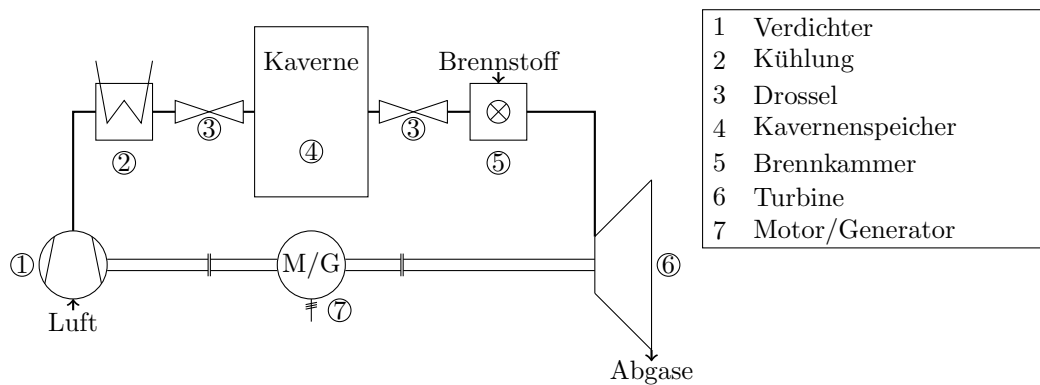 Kaverne
Brennstoff
③
③
②
④
⑤
①
M/G
⑥
⑦
Luft
Abgase
1 Verdichter
2 Kühlung
3 Drossel
4 Kavernenspeicher
5 Brennkammer
6 Turbine
7 Motor/Generator